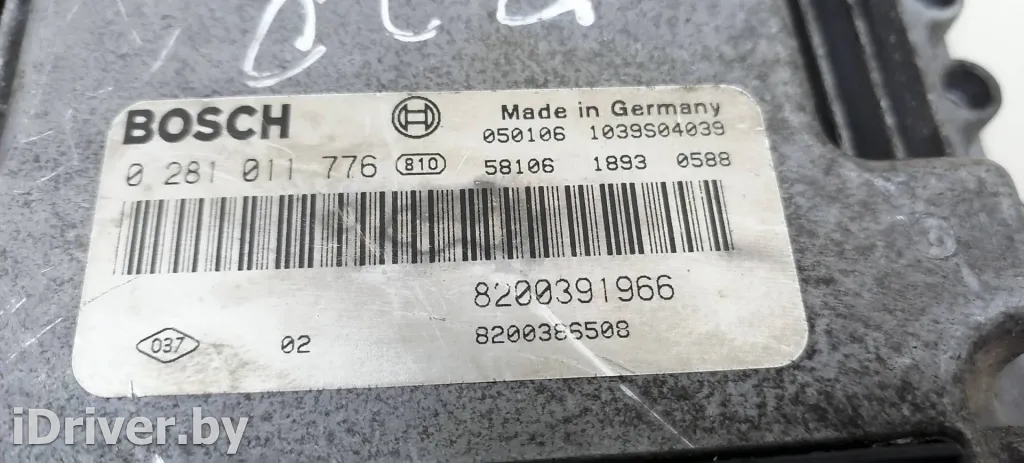 BOSCH
Made in Germany
050106 1039S04039
0 281 011 776 810
58106 1893 0588
8200391966
037 02
8200386508
iDriver.by